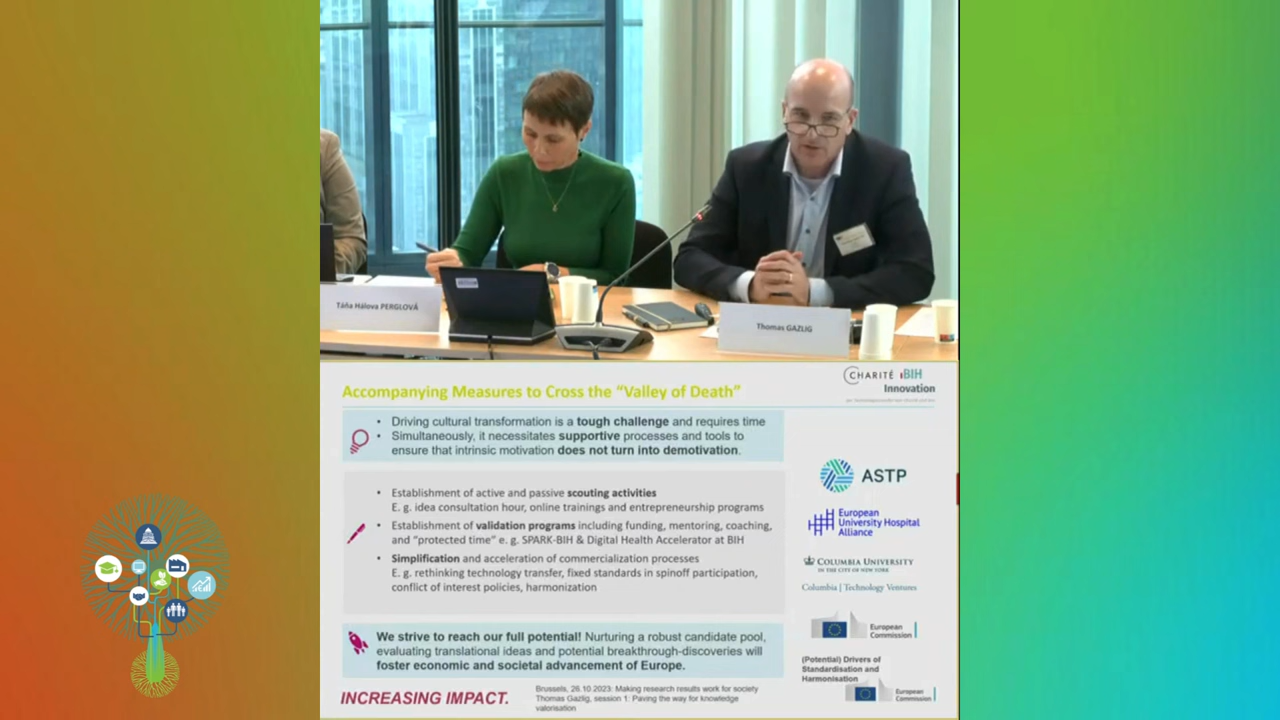 Táňa Hálova PERGLOVÁ
Thomas GAZLIG
Accompanying Measures to Cross the “Valley of Death”
CHARITÉ BIH
Innovation
• Driving cultural transformation is a tough challenge and requires time
• Simultaneously, it necessitates supportive processes and tools to
ensure that intrinsic motivation does not turn into demotivation.
• Establishment of active and passive scouting activities
E. g. idea consultation hour, online trainings and entrepreneurship programs
• Establishment of validation programs including funding, mentoring, coaching,
and “protected time” e. g. SPARK-BIH & Digital Health Accelerator at BIH
• Simplification and acceleration of commercialization processes
E. g. rethinking technology transfer, fixed standards in spinoff participation,
conflict of interest policies, harmonization
We strive to reach our full potential! Nurturing a robust candidate pool,
evaluating translational ideas and potential breakthrough-discoveries will
foster economic and societal advancement of Europe.
ASTP
European
University Hospital
Alliance
COLUMBIA UNIVERSITY
IN THE CITY OF NEW YORK
Columbia | Technology Ventures
European
Commission
(Potential) Drivers of
Standardisation and
Harmonisation
European
Commission
INCREASING IMPACT.
Brussels, 26.10.2023: Making research results work for society
Thomas Gazlig, session 1: Paving the way for knowledge
valorisation